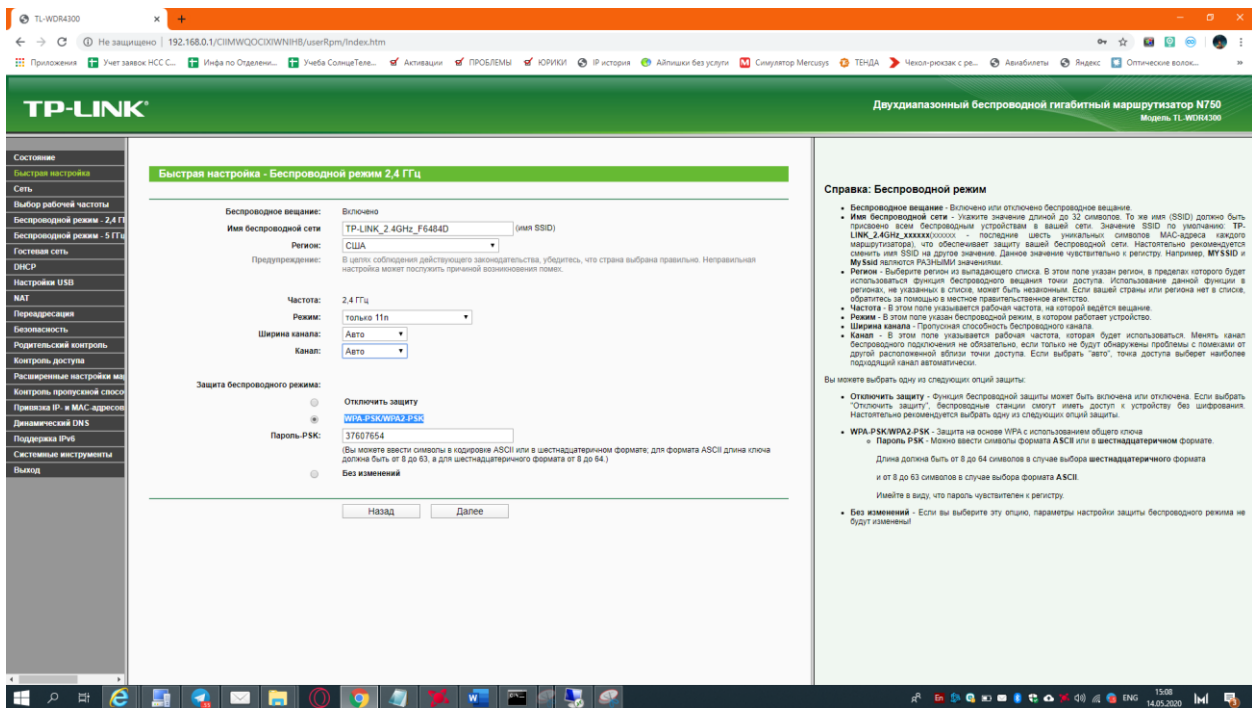 TL-WDR4300
Не защищено | 192.168.0.1/CIIMWQOCIXIWNIHB/userRpm/Index.htm
Приложения Учет заявок НСС С... Инфа по Отделени... Учеба СолнцеТеле... Активации ПРОБЛЕМЫ ЮРИКИ IP история Айпишки без услуги Симулятор Mercusys ТЕНДА Чехол-рюкзак с ре... Авиабилеты Яндекс Оптические волок...
TP-LINK®
Двухдиапазонный беспроводной гигабитный маршрутизатор N750
Модель TL-WDR4300
Состояние
Быстрая настройка
Сеть
Выбор рабочей частоты
Беспроводной режим - 2,4 ГГ
Беспроводной режим - 5 ГГц
Гостевая сеть
DHCP
Настройки USB
NAT
Переадресация
Безопасность
Родительский контроль
Контроль доступа
Расширенные настройки мар
Контроль пропускной спосо
Привязка IP- и MAC-адресов
Динамический DNS
Поддержка IPv6
Системные инструменты
Выход
Быстрая настройка - Беспроводной режим 2,4 ГГц
Беспроводное вещание: Включено
Имя беспроводной сети TP-LINK_2.4GHz_F6484D (имя SSID)
Регион: США
Предупреждение: В целях соблюдения действующего законодательства, убедитесь, что страна выбрана правильно. Неправильная
настройка может послужить причиной возникновения помех.
Частота: 2,4 ГГц
Режим: только 11n
Ширина канала: Авто
Канал: Авто
Защита беспроводного режима:
Отключить защиту
WPA-PSK/WPA2-PSK
Пароль-PSK: 37607654
(Вы можете ввести символы в кодировке ASCII или в шестнадцатеричном формате; для формата ASCII длина ключа
должна быть от 8 до 63, а для шестнадцатеричного формата от 8 до 64.)
Без изменений
Назад Далее
Справка: Беспроводной режим
Беспроводное вещание - Включено или отключено беспроводное вещание.
Имя беспроводной сети - Укажите значение длиной до 32 символов. То же имя (SSID) должно быть
присвоено всем беспроводным устройствам в вашей сети. Значение SSID по умолчанию: TP-
LINK_2.4GHz_xxxxxx(xxxxxx - последние шесть уникальных символов MAC-адреса каждого
маршрутизатора), что обеспечивает защиту вашей беспроводной сети. Настоятельно рекомендуется
сменить имя SSID на другое значение. Данное значение чувствительно к регистру. Например, MYSSID и
MySsid являются РАЗНЫМИ значениями.
Регион - Выберите регион из выпадающего списка. В этом поле указан регион, в пределах которого будет
использоваться функция беспроводного вещания точки доступа. Использование данной функции в
регионах, не указанных в списке, может быть незаконным. Если вашей страны или региона нет в списке,
обратитесь за помощью в местное правительственное агентство.
Частота - В этом поле указывается рабочая частота, на которой ведётся вещание.
Режим - В этом поле указан беспроводной режим, в котором работает устройство.
Ширина канала - Пропускная способность беспроводного канала.
Канал - В этом поле указывается рабочая частота, которая будет использоваться. Менять канал
беспроводного подключения не обязательно, если только не будут обнаружены проблемы с помехами от
другой расположенной вблизи точки доступа. Если выбрать "авто", точка доступа выберет наиболее
подходящий канал автоматически.
Вы можете выбрать одну из следующих опций защиты:
Отключить защиту - Функция беспроводной защиты может быть включена или отключена. Если выбрать
"Отключить защиту", беспроводные станции смогут иметь доступ к устройству без шифрования.
Настоятельно рекомендуется выбрать одну из следующих опций защиты.
WPA-PSK/WPA2-PSK - Защита на основе WPA с использованием общего ключа
Пароль PSK - Можно ввести символы формата ASCII или в шестнадцатеричном формате.
Длина должна быть от 8 до 64 символов в случае выбора шестнадцатеричного формата
и от 8 до 63 символов в случае выбора формата ASCII.
Имейте в виду, что пароль чувствителен к регистру.
Без изменений - Если вы выберите эту опцию, параметры настройки защиты беспроводного режима не
будут изменены!
ENG
15:08
14.05.2020